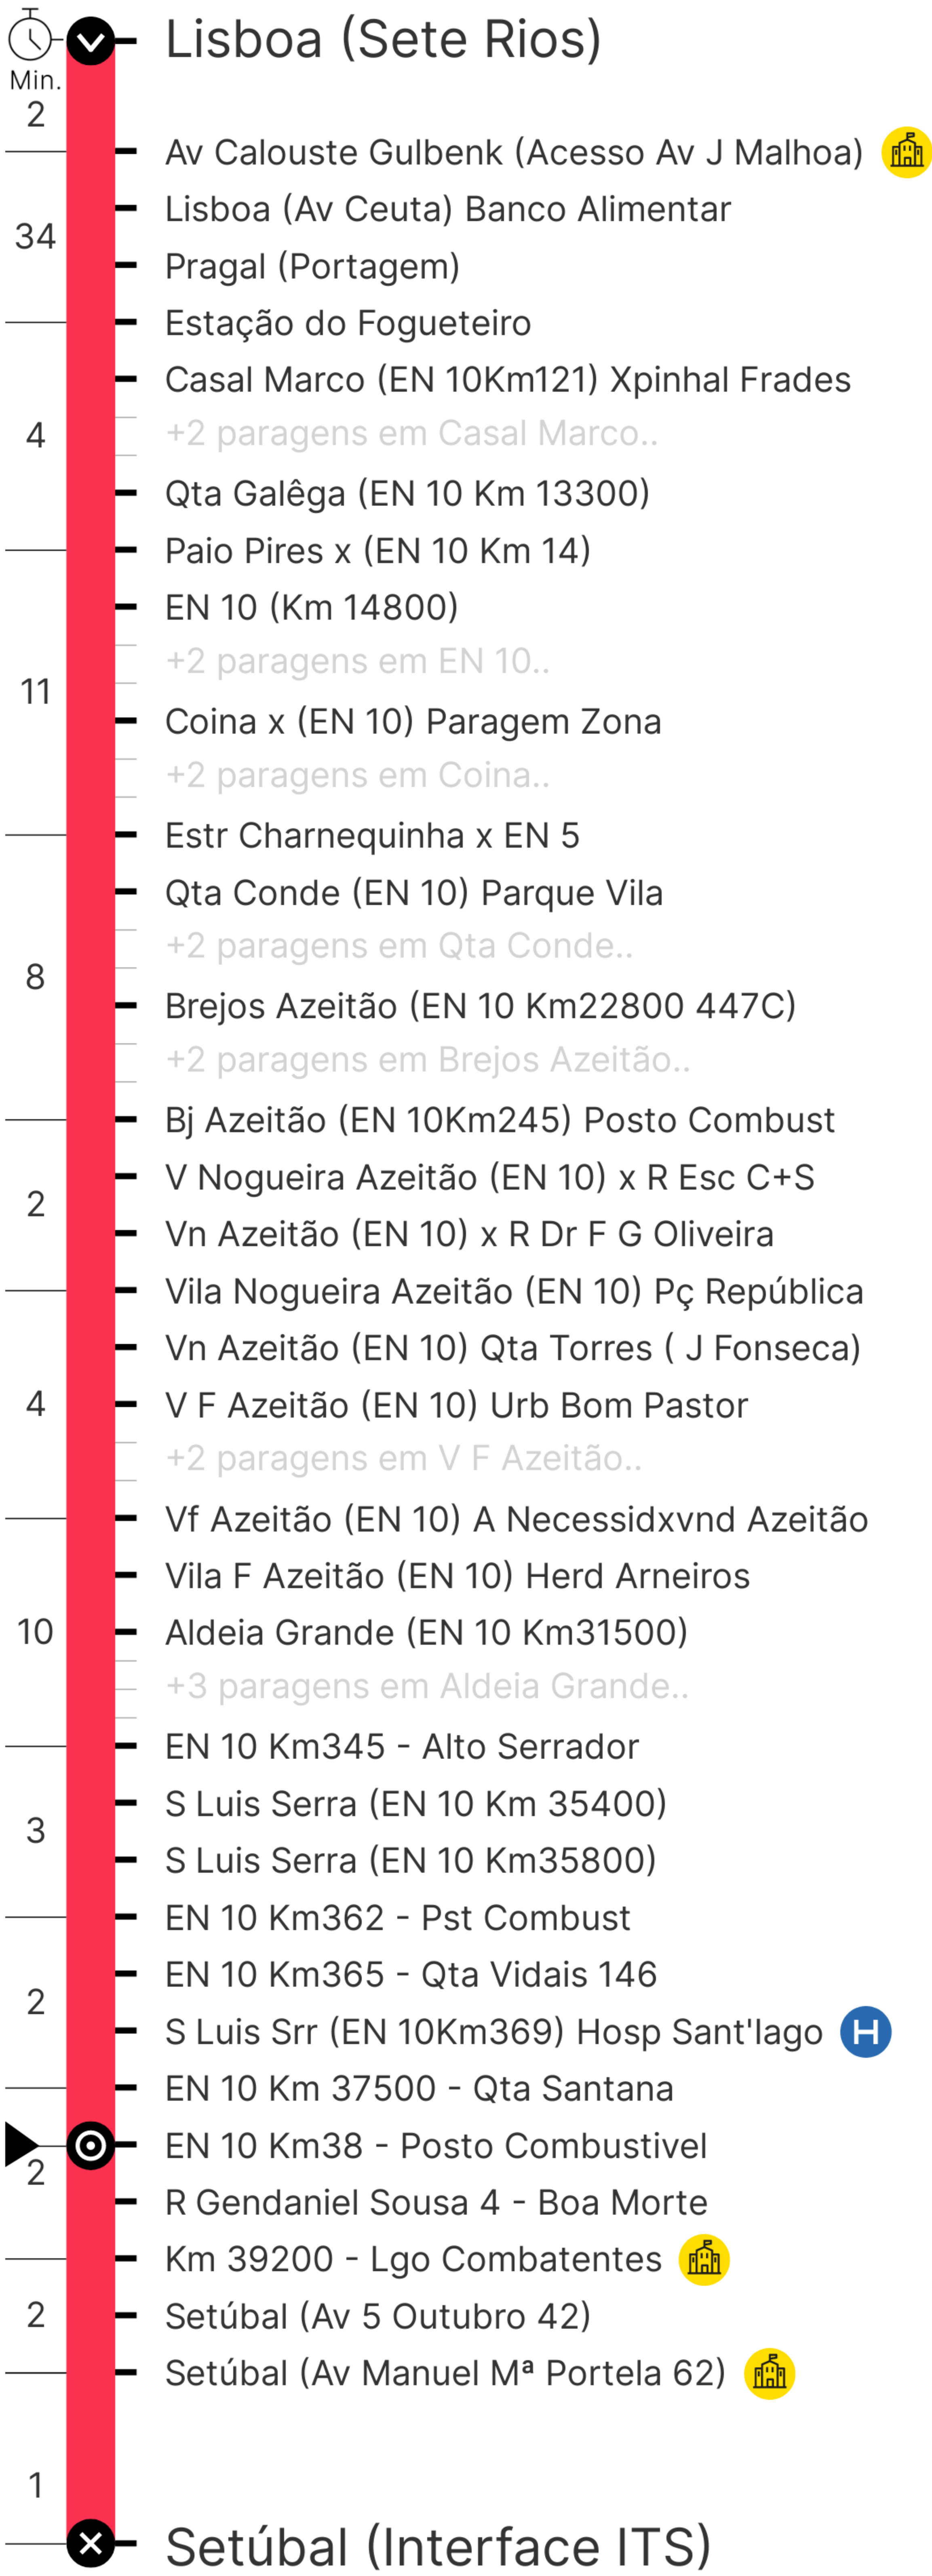 Lisboa (Sete Rios)
Min.
2
Av Calouste Gulbenk (Acesso Av J Malhoa)
Lisboa (Av Ceuta) Banco Alimentar
34
Pragal (Portagem)
Estação do Fogueteiro
Casal Marco (EN 10Km121) Xpinhal Frades
4
+2 paragens em Casal Marco..
Qta Galêga (EN 10 Km 13300)
Paio Pires x (EN 10 Km 14)
EN 10 (Km 14800)
+2 paragens em EN 10..
11
Coina x (EN 10) Paragem Zona
+2 paragens em Coina..
Estr Charnequinha x EN 5
Qta Conde (EN 10) Parque Vila
+2 paragens em Qta Conde..
8
Brejos Azeitão (EN 10 Km22800 447C)
+2 paragens em Brejos Azeitão..
Bj Azeitão (EN 10Km245) Posto Combust
V Nogueira Azeitão (EN 10) x R Esc C+S
2
Vn Azeitão (EN 10) x R Dr F G Oliveira
Vila Nogueira Azeitão (EN 10) Pç República
Vn Azeitão (EN 10) Qta Torres ( J Fonseca)
4
V F Azeitão (EN 10) Urb Bom Pastor
+2 paragens em V F Azeitão..
Vf Azeitão (EN 10) A Necessidxvnd Azeitão
Vila F Azeitão (EN 10) Herd Arneiros
10
Aldeia Grande (EN 10 Km31500)
+3 paragens em Aldeia Grande..
EN 10 Km345 - Alto Serrador
S Luis Serra (EN 10 Km 35400)
3
S Luis Serra (EN 10 Km35800)
EN 10 Km362 - Pst Combust
EN 10 Km365 - Qta Vidais 146
2
S Luis Srr (EN 10Km369) Hosp Sant'Iago
H
EN 10 Km 37500 - Qta Santana
EN 10 Km38 - Posto Combustivel
2
R Gendaniel Sousa 4 - Boa Morte
Km 39200 - Lgo Combatentes
2
Setúbal (Av 5 Outubro 42)
Setúbal (Av Manuel Mª Portela 62)
1
Setúbal (Interface ITS)